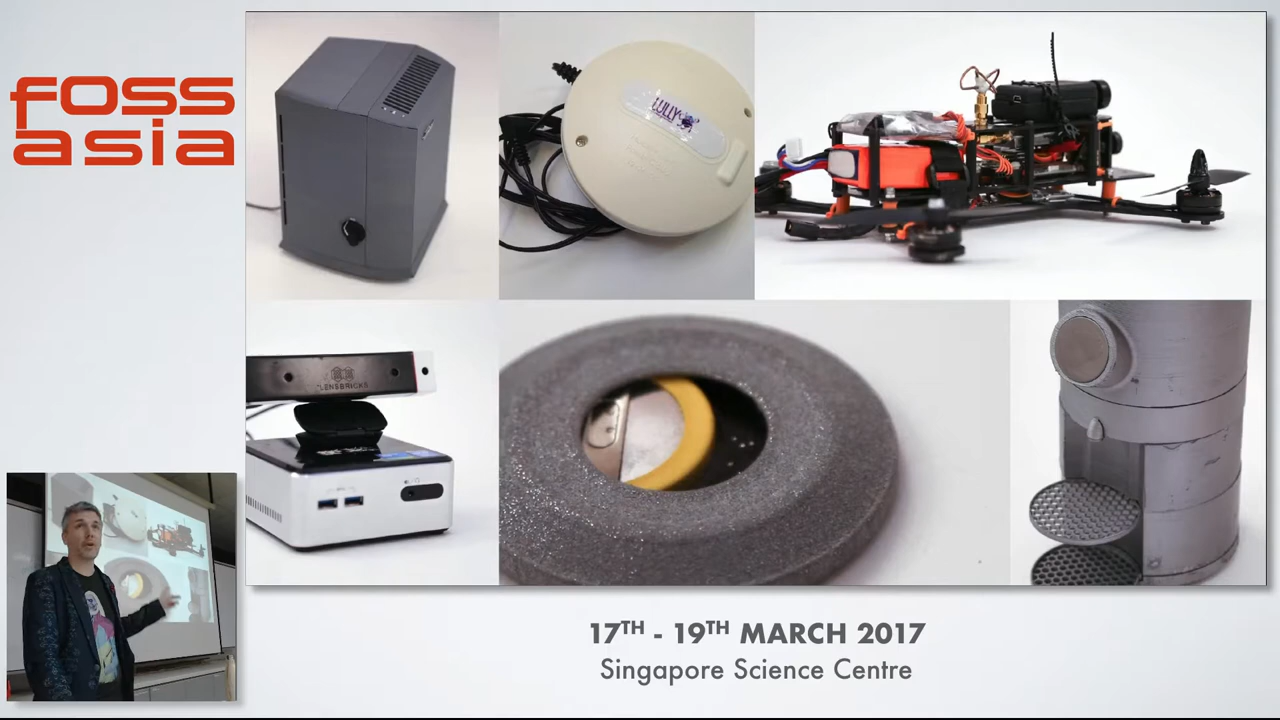 foss
asia
LULLY
LENSBRICKS
17TH - 19TH MARCH 2017
Singapore Science Centre